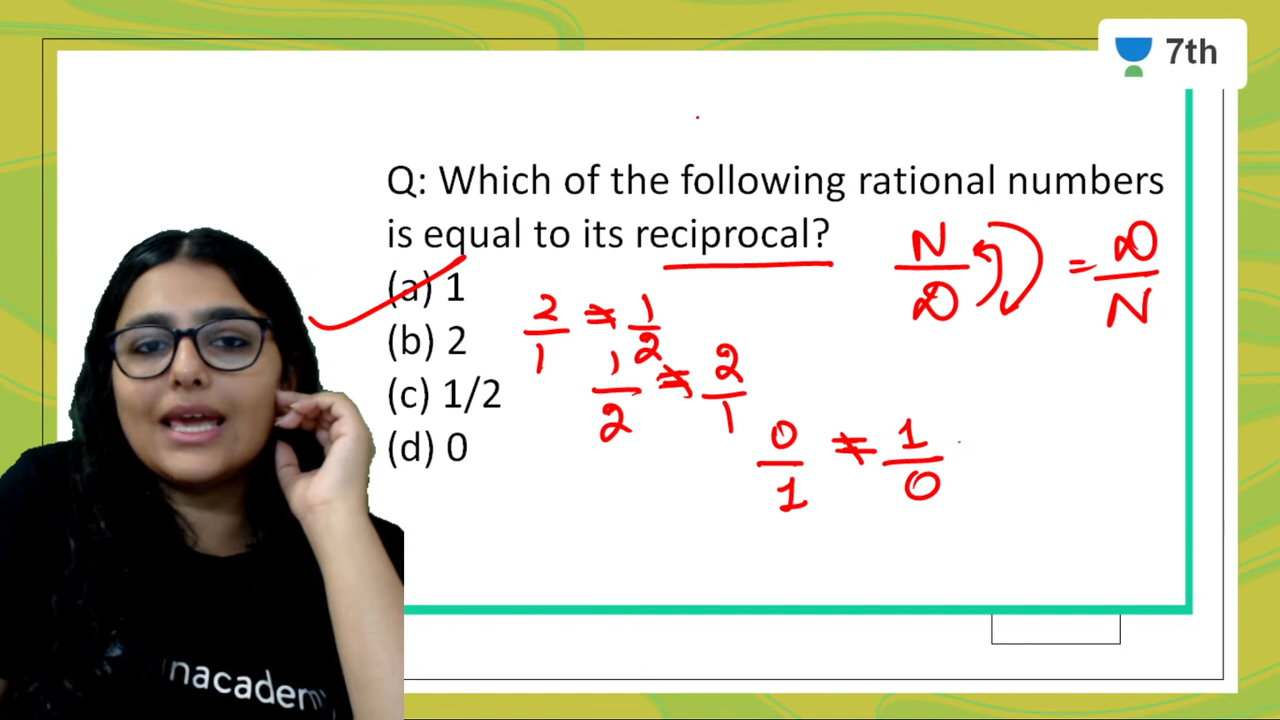 7th
Q: Which of the following rational numbers
is equal to its reciprocal?
N/D = D/N
(a) 1
2/1 ≠ 1/2
(b) 2
1/2 ≠ 2/1
(c) 1/2
0/1 ≠ 1/0
(d) 0
nacadem